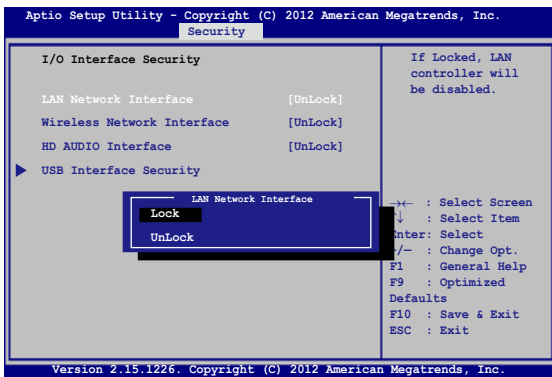 Aptio Setup Utility - Copyright (C) 2012 American Megatrends, Inc.
Security
I/O Interface Security
LAN Network Interface [UnLock]
Wireless Network Interface [UnLock]
HD AUDIO Interface [UnLock]
USB Interface Security
LAN Network Interface
Lock
UnLock
If Locked, LAN
controller will
be disabled.
→← : Select Screen
↑↓ : Select Item
Enter: Select
+/— : Change Opt.
F1 : General Help
F9 : Optimized
Defaults
F10 : Save & Exit
ESC : Exit
Version 2.15.1226. Copyright (C) 2012 American Megatrends, Inc.